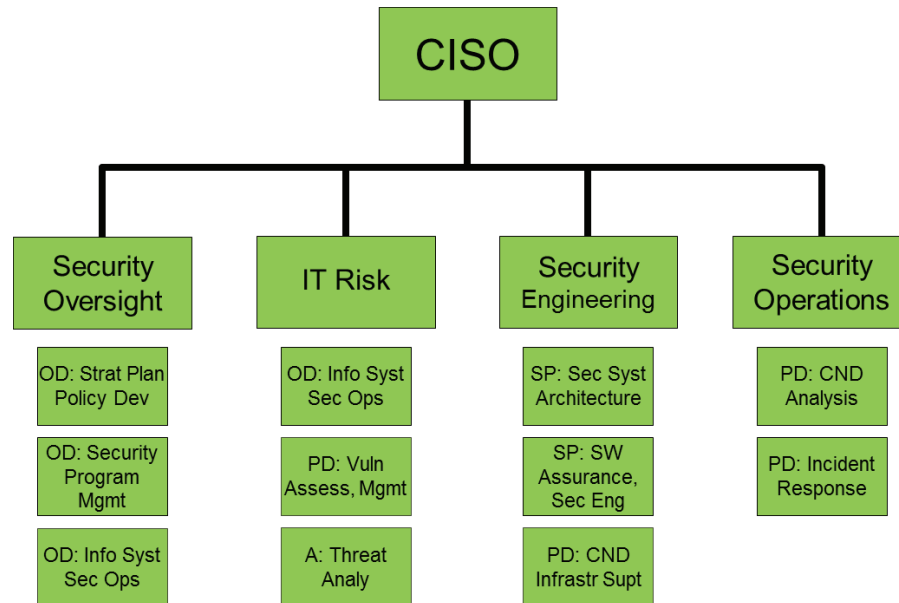 CISO
Security
Oversight
IT Risk
Security
Engineering
Security
Operations
OD: Strat Plan
Policy Dev
OD: Info Syst
Sec Ops
SP: Sec Syst
Architecture
PD: CND
Analysis
OD: Security
Program
Mgmt
PD: Vuln
Assess, Mgmt
SP: SW
Assurance,
Sec Eng
PD: Incident
Response
OD: Info Syst
Sec Ops
A: Threat
Analy
PD: CND
Infrastr Supt